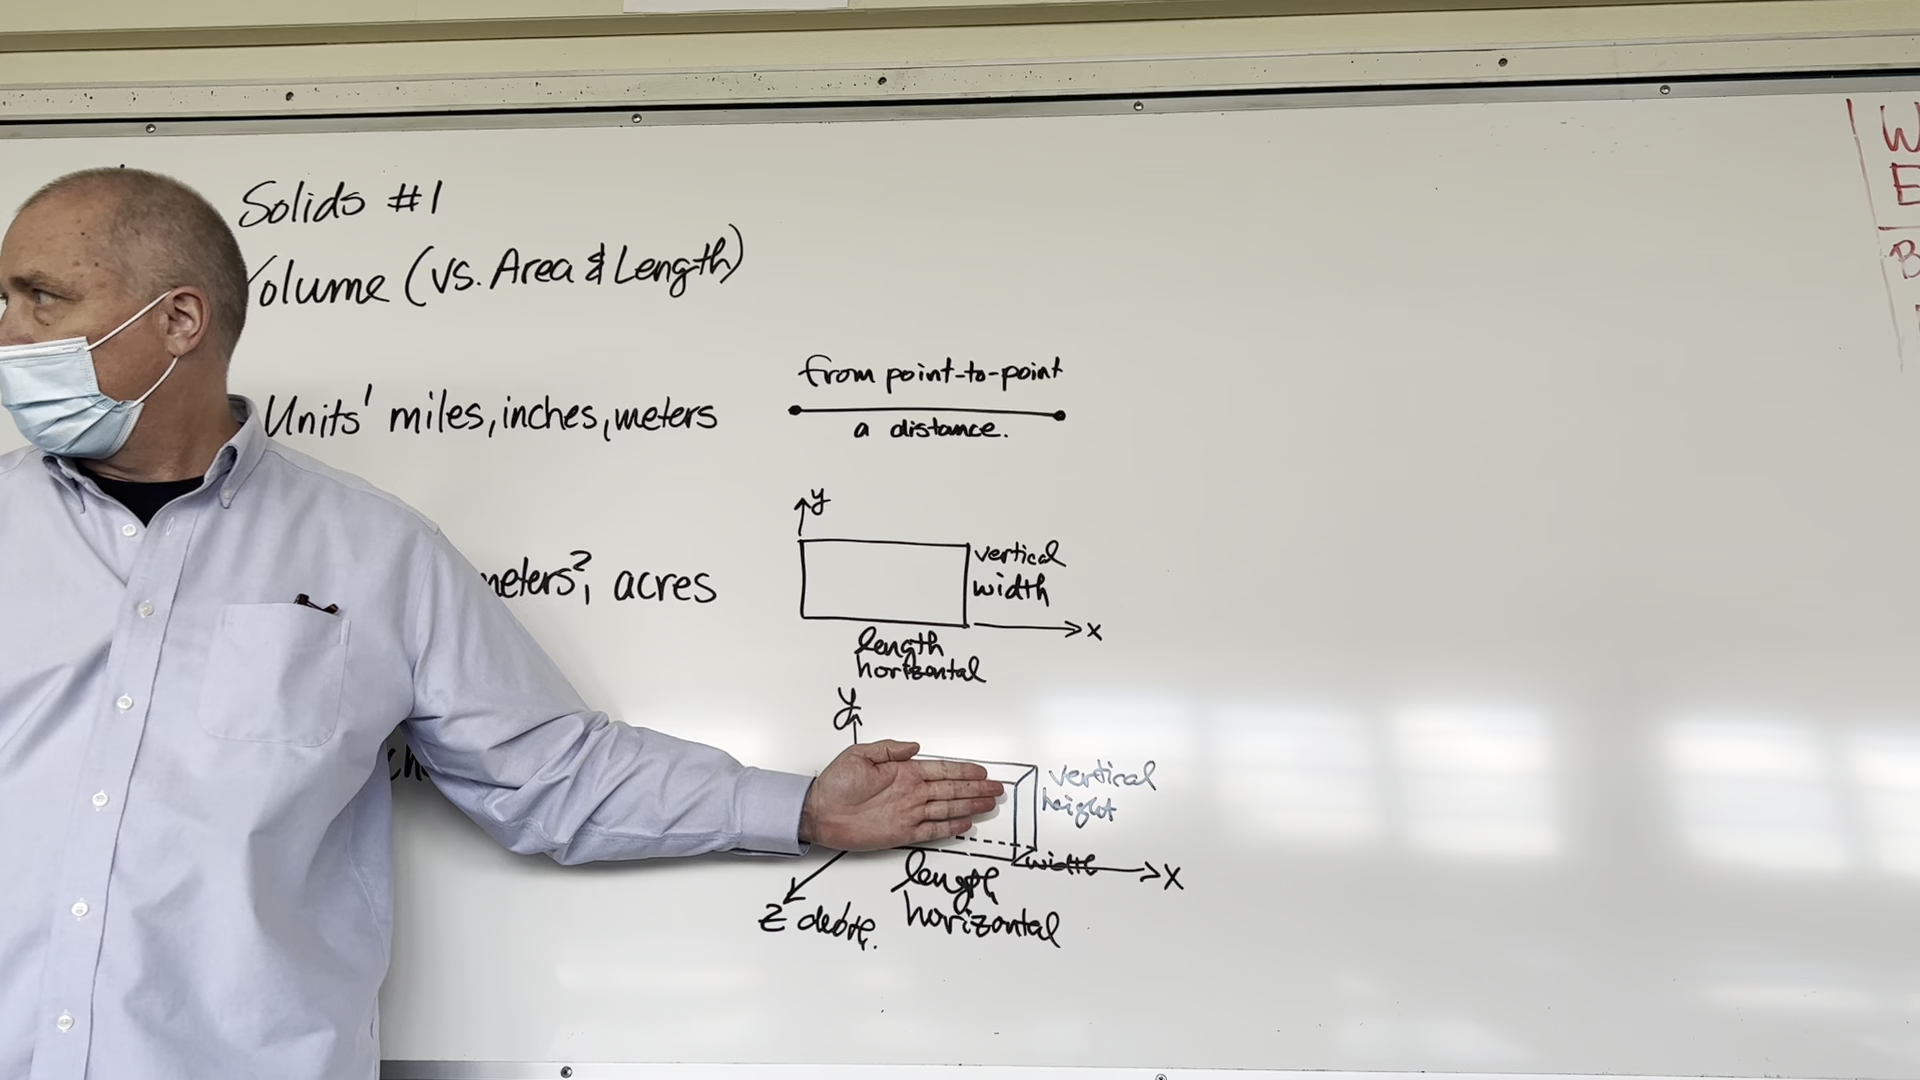 Solids #1
Volume (vs. Area & Length)
from point-to-point
Units' miles, inches, meters
a distance.
y
vertical
meters², acres
width
x
length
horizontal
y
vertical
height
width
x
length
z
horizontal
W
E
B